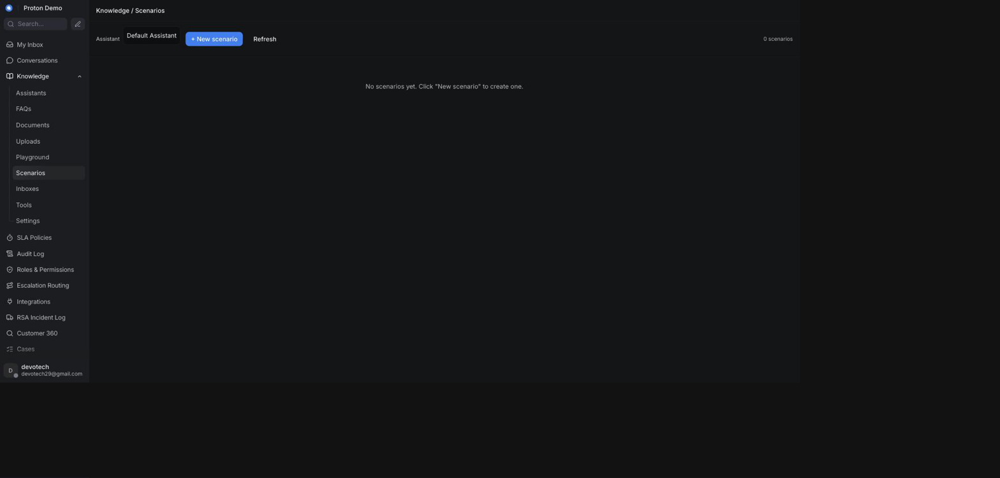 Proton Demo
Search...
My Inbox
Conversations
Knowledge
Assistants
FAQs
Documents
Uploads
Playground
Scenarios
Inboxes
Tools
Settings
SLA Policies
Audit Log
Roles & Permissions
Escalation Routing
Integrations
RSA Incident Log
Customer 360
Cases
D
devotech
devotech29@gmail.com
Knowledge / Scenarios
Assistant Default Assistant + New scenario Refresh 0 scenarios
No scenarios yet. Click "New scenario" to create one.